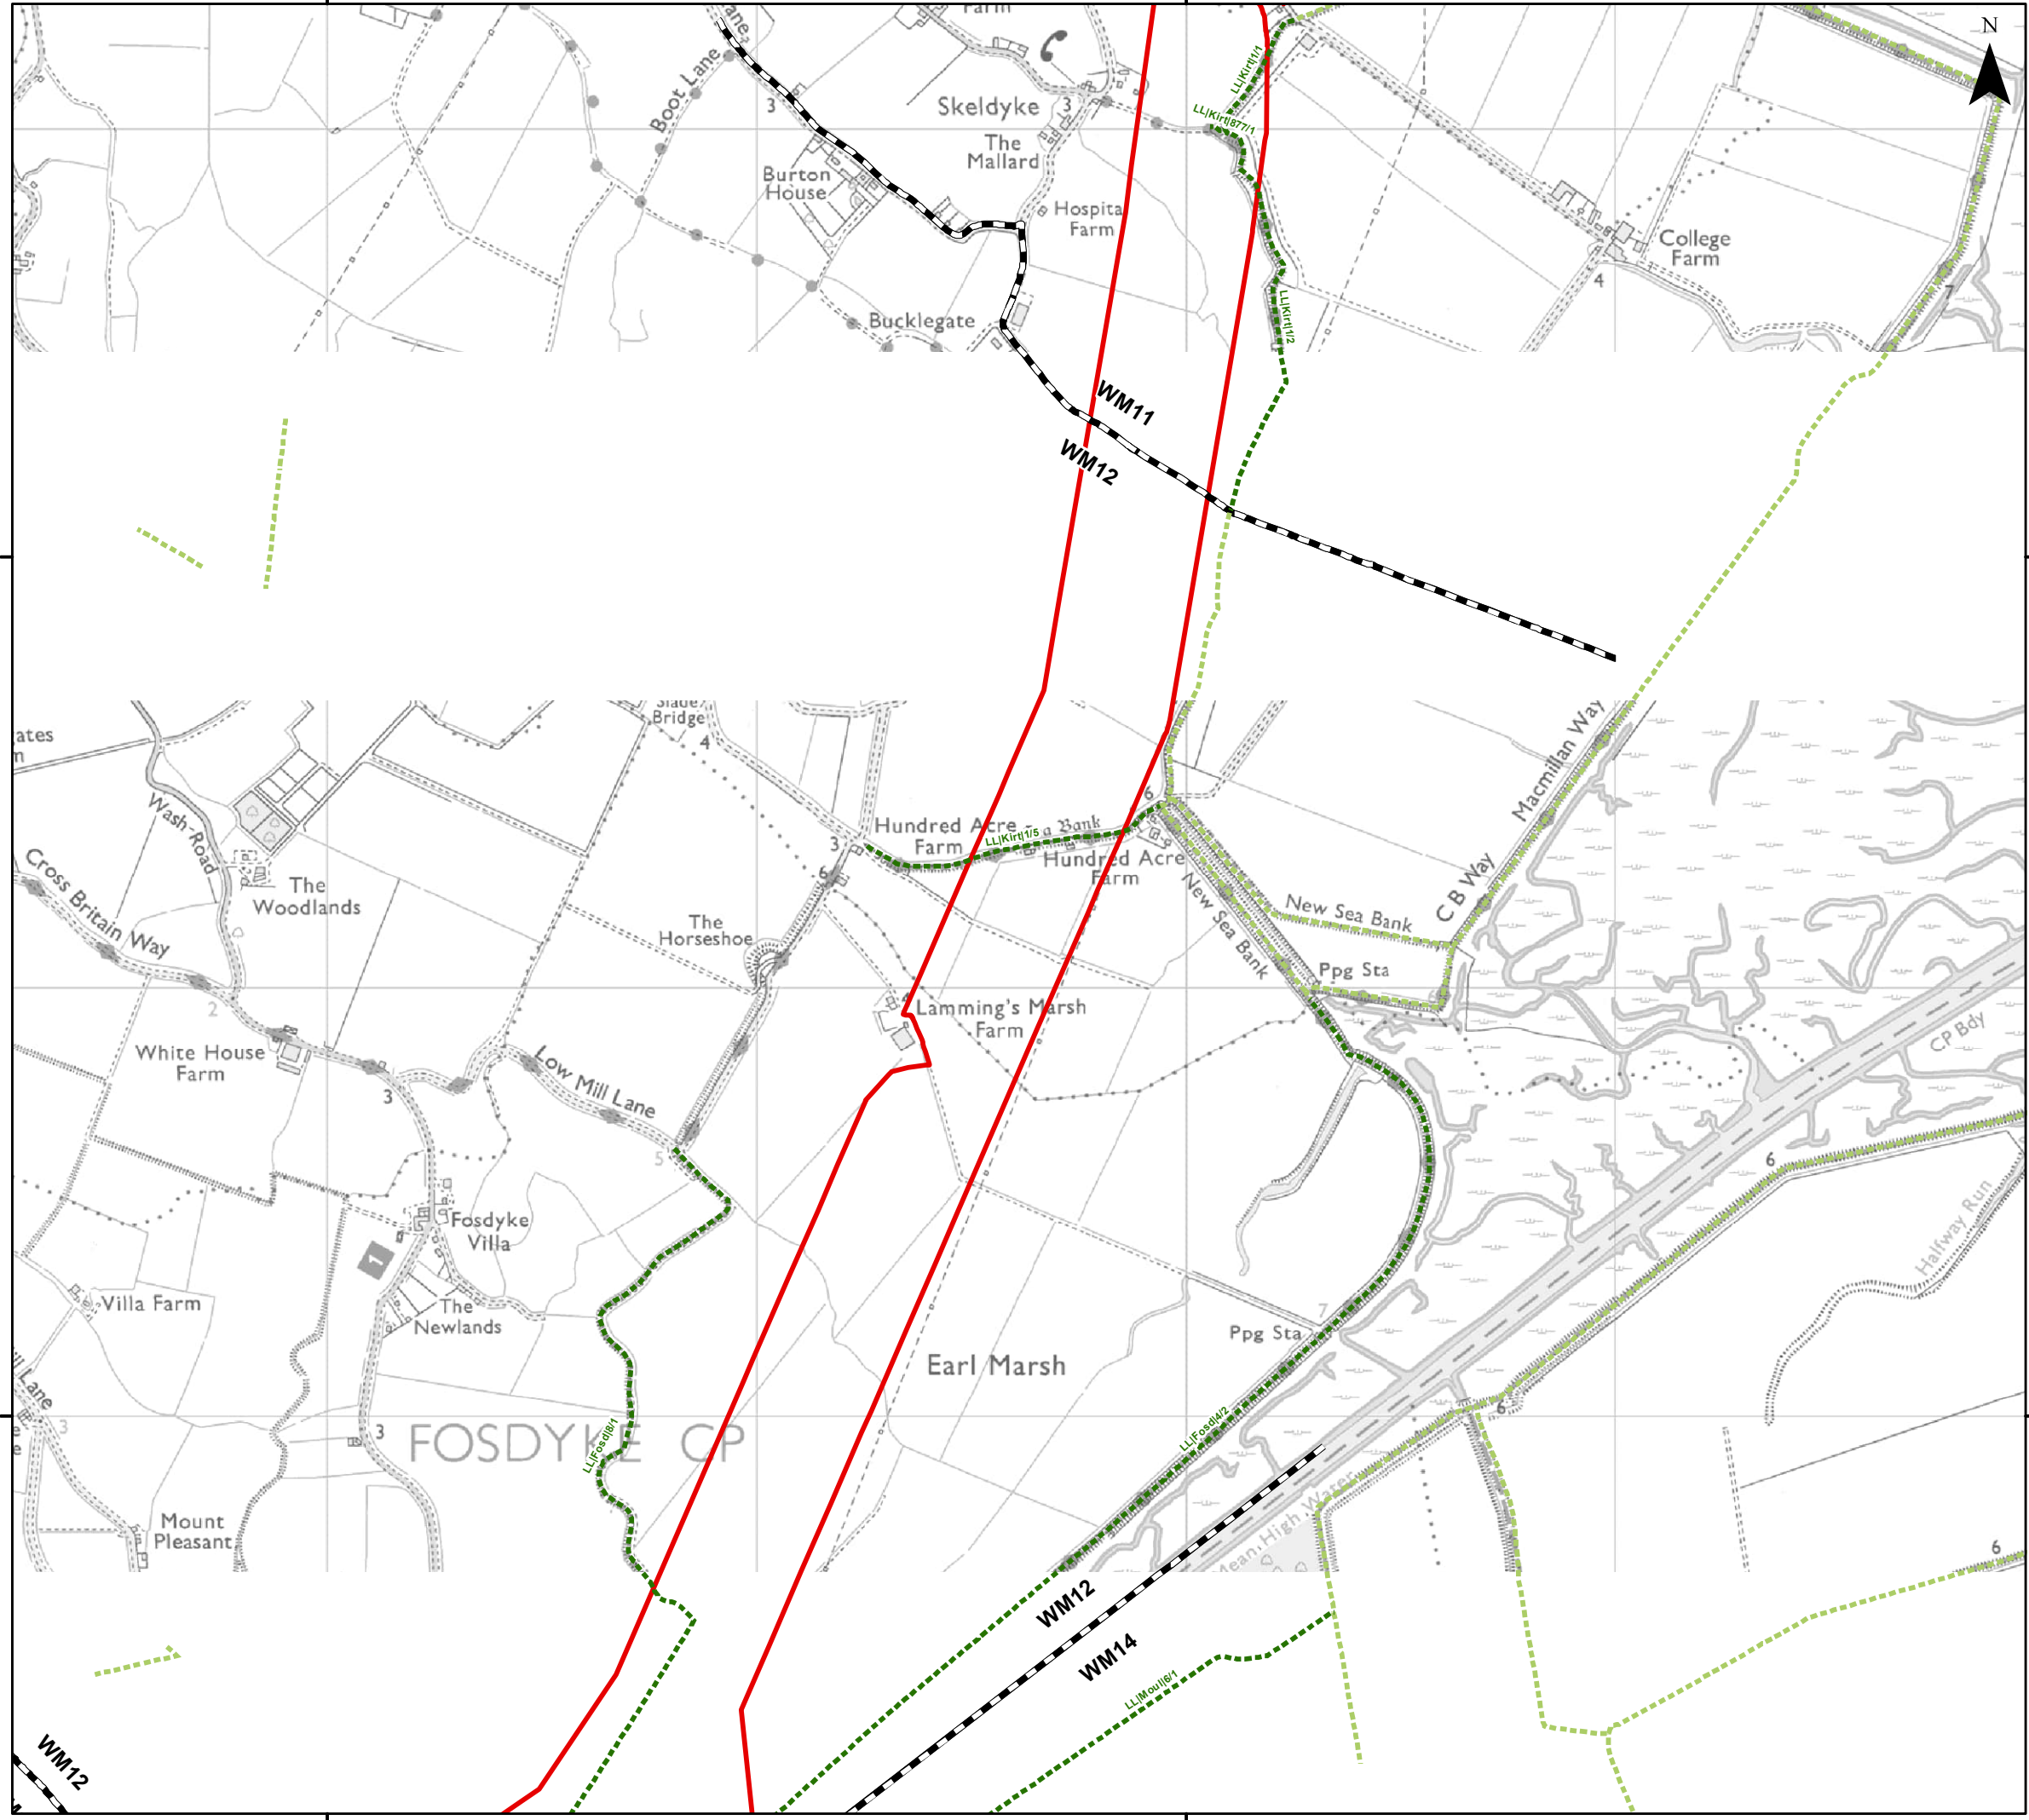 Farm
N
Boot Lane
LL|Kirt|1/1
3
Skeldyke
3
LL|Kirt|877/1
The
Mallard
Burton
House
Hospita
Farm
College
Farm
4
7
LL|Kirt|1/2
Bucklegate
WM11
WM12
Slade
Bridge
4
ates
m
Macmillan Way
Wash-Road
6
Hundred Acre
Farm
LL|Kirt|1/5
a Bank
3
Hundred Acre
Farm
6
The
Woodlands
Cross Britain Way
C B Way
New Sea Bank
New Sea Bank
The
Horseshoe
Ppg Sta
2
Lamming's Marsh
Farm
White House
Farm
CP Bdy
Low Mill Lane
3
5
6
Halfway Run
Fosdyke
Villa
1
Villa Farm
The
Newlands
7
Ppg Sta
Earl Marsh
ll Lane
3
3
FOSDYKE CP
LL|Fosd|8/1
LL|Fosd|4/2
6
Mean High Water
Mount
Pleasant
6
WM12
WM14
LL|Moul|6/1
WM12